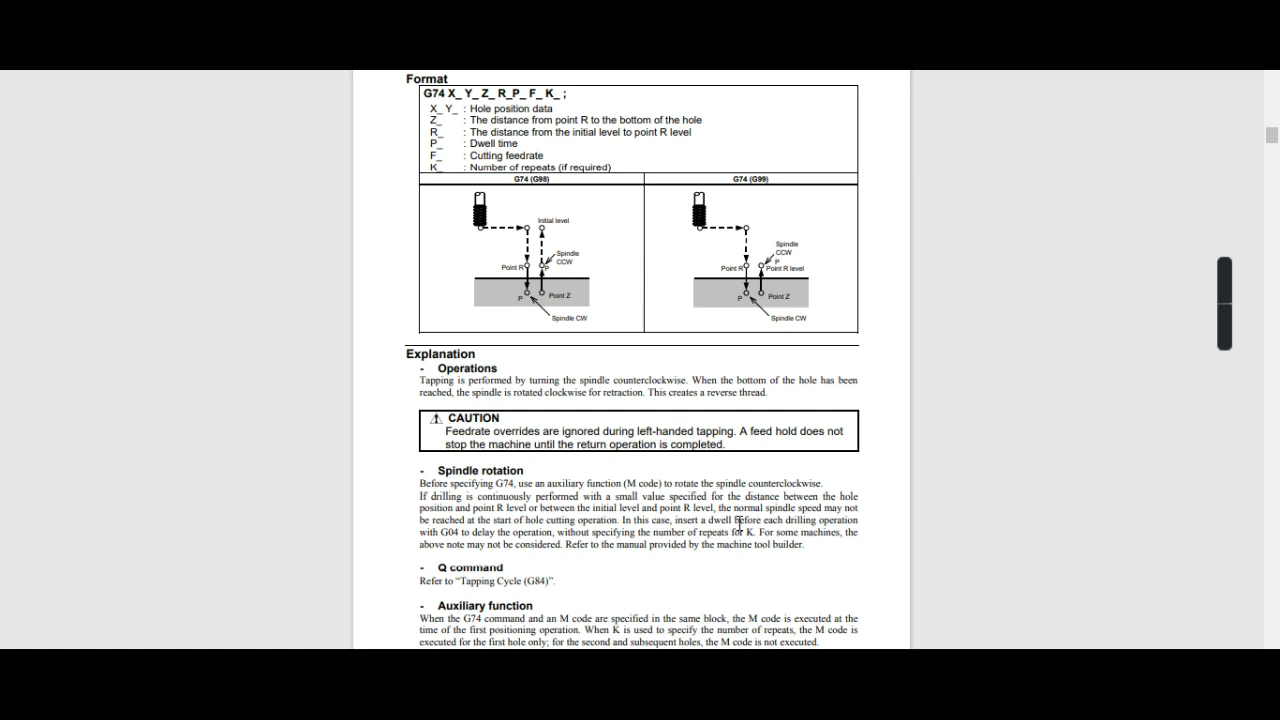 Format
G74 X_ Y_ Z_ R_P_ F_ K_ ;
X_ Y_ : Hole position data
Z_ : The distance from point R to the bottom of the hole
R_ : The distance from the initial level to point R level
P_ : Dwell time
F_ : Cutting feedrate
K_ : Number of repeats (if required)
G74 (G98) G74 (G99)
Initial level
Spindle
CCW
Point R
P
P
Point Z
Spindle CW
Spindle
CCW
P
Point R
Point R level
P
Point Z
Spindle CW
Explanation
- Operations
Tapping is performed by turning the spindle counterclockwise. When the bottom of the hole has been
reached, the spindle is rotated clockwise for retraction. This creates a reverse thread.
CAUTION
Feedrate overrides are ignored during left-handed tapping. A feed hold does not
stop the machine until the return operation is completed.
- Spindle rotation
Before specifying G74, use an auxiliary function (M code) to rotate the spindle counterclockwise.
If drilling is continuously performed with a small value specified for the distance between the hole
position and point R level or between the initial level and point R level, the normal spindle speed may not
be reached at the start of hole cutting operation. In this case, insert a dwell before each drilling operation
with G04 to delay the operation, without specifying the number of repeats for K. For some machines, the
above note may not be considered. Refer to the manual provided by the machine tool builder.
- Q command
Refer to “Tapping Cycle (G84)”.
- Auxiliary function
When the G74 command and an M code are specified in the same block, the M code is executed at the
time of the first positioning operation. When K is used to specify the number of repeats, the M code is
executed for the first hole only; for the second and subsequent holes, the M code is not executed.